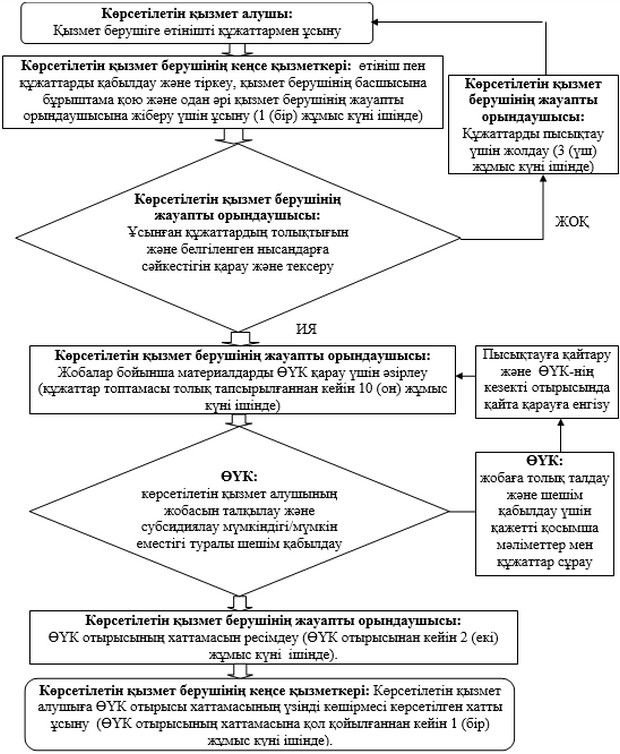 Көрсетілетін қызмет алушы:
Қызмет берушіге өтінішті құжаттармен ұсыну
Көрсетілетін қызмет берушінің кеңсе қызметкері: өтініш пен
құжаттарды қабылдау және тіркеу, қызмет берушінің басшысына
бұрыштама қою және одан әрі қызмет берушінің жауапты
орындаушысына жіберу үшін ұсыну (1 (бір) жұмыс күні ішінде)
Көрсетілетін қызмет
берушінің жауапты
орындаушысы:
Құжаттарды пысықтау
үшін жолдау (3 (үш)
жұмыс күні ішінде)
Көрсетілетін қызмет берушінің
жауапты орындаушысы:
Ұсынған құжаттардың толықтығын
және белгіленген нысандарға
сәйкестігін қарау және тексеру
ЖОҚ
ИЯ
Көрсетілетін қызмет берушінің жауапты орындаушысы:
Жобалар бойынша материалдарды ӨҮК қарау үшін әзірлеу
(құжаттар топтамасы толық тапсырылғаннан кейін 10 (он) жұмыс
күні ішінде)
Пысықтауға қайтару
және ӨҮК-нің
кезекті отырысында
қайта қарауға енгізу
ӨҮК:
көрсетілетін қызмет алушының
жобасын талқылау және
субсидиялау мүмкіндігі/мүмкін
еместігі туралы шешім қабылдау
ӨҮК:
жобаға толық талдау
және шешім
қабылдау үшін
қажетті қосымша
мәліметтер мен
құжаттар сұрау
Көрсетілетін қызмет берушінің жауапты орындаушысы:
ӨҮК отырысының хаттамасын ресімдеу (ӨҮК отырысынан кейін 2 (екі)
жұмыс күні ішінде).
Көрсетілетін қызмет берушінің кеңсе қызметкері: Көрсетілетін қызмет
алушыға ӨҮК отырысы хаттамасының үзінді көшірмесі көрсетілген хатты
ұсыну (ӨҮК отырысының хаттамасына қол қойылғаннан кейін 1 (бір)
жұмыс күні ішінде).